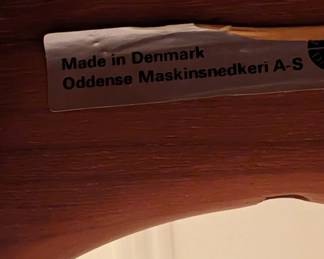 Made in Denmark
Oddense Maskinsnedkeri A-S